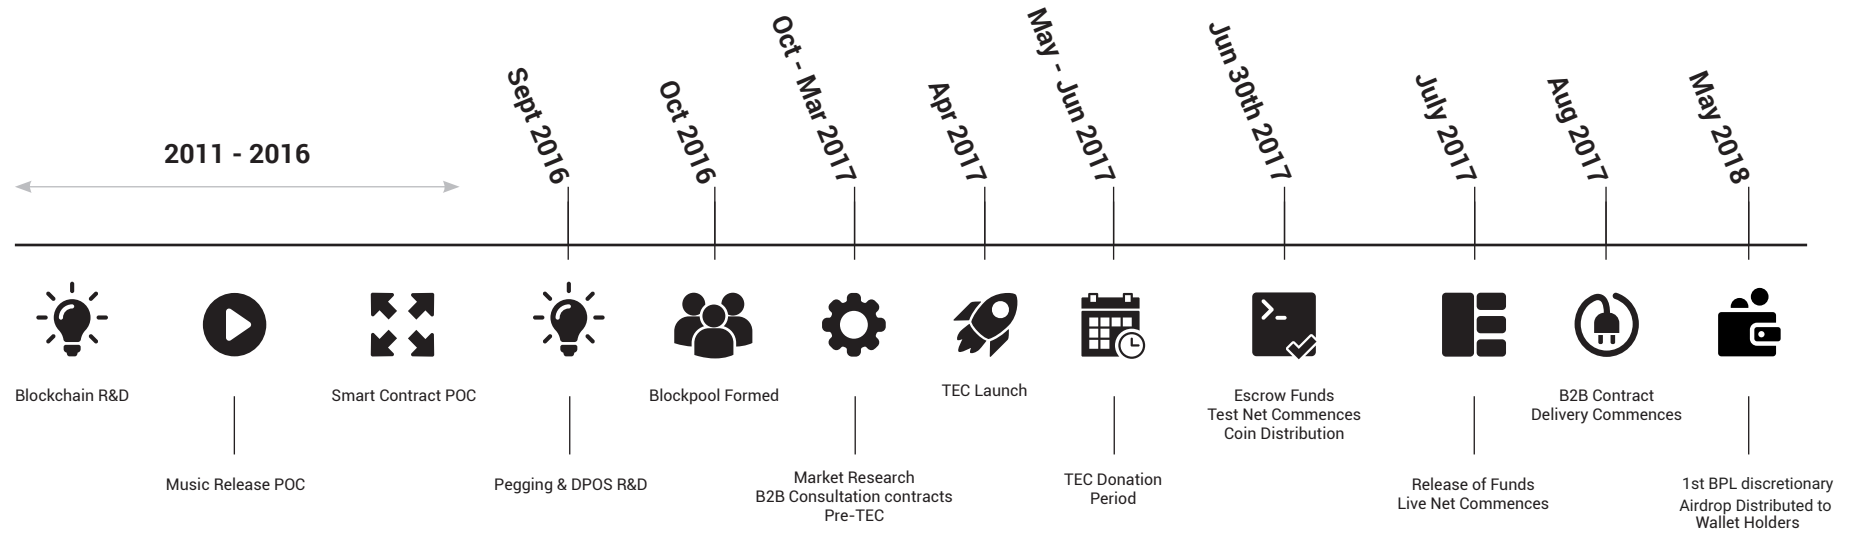 2011 - 2016
Sept 2016
Oct 2016
Oct - Mar 2017
Apr 2017
May - Jun 2017
Jun 30th 2017
July 2017
Aug 2017
May 2018
Blockchain R&D
Music Release POC
Smart Contract POC
Pegging & DPOS R&D
Blockpool Formed
Market Research
B2B Consultation contracts
Pre-TEC
TEC Launch
TEC Donation
Period
Escrow Funds
Test Net Commences
Coin Distribution
Release of Funds
Live Net Commences
B2B Contract
Delivery Commences
1st BPL discretionary
Airdrop Distributed to
Wallet Holders